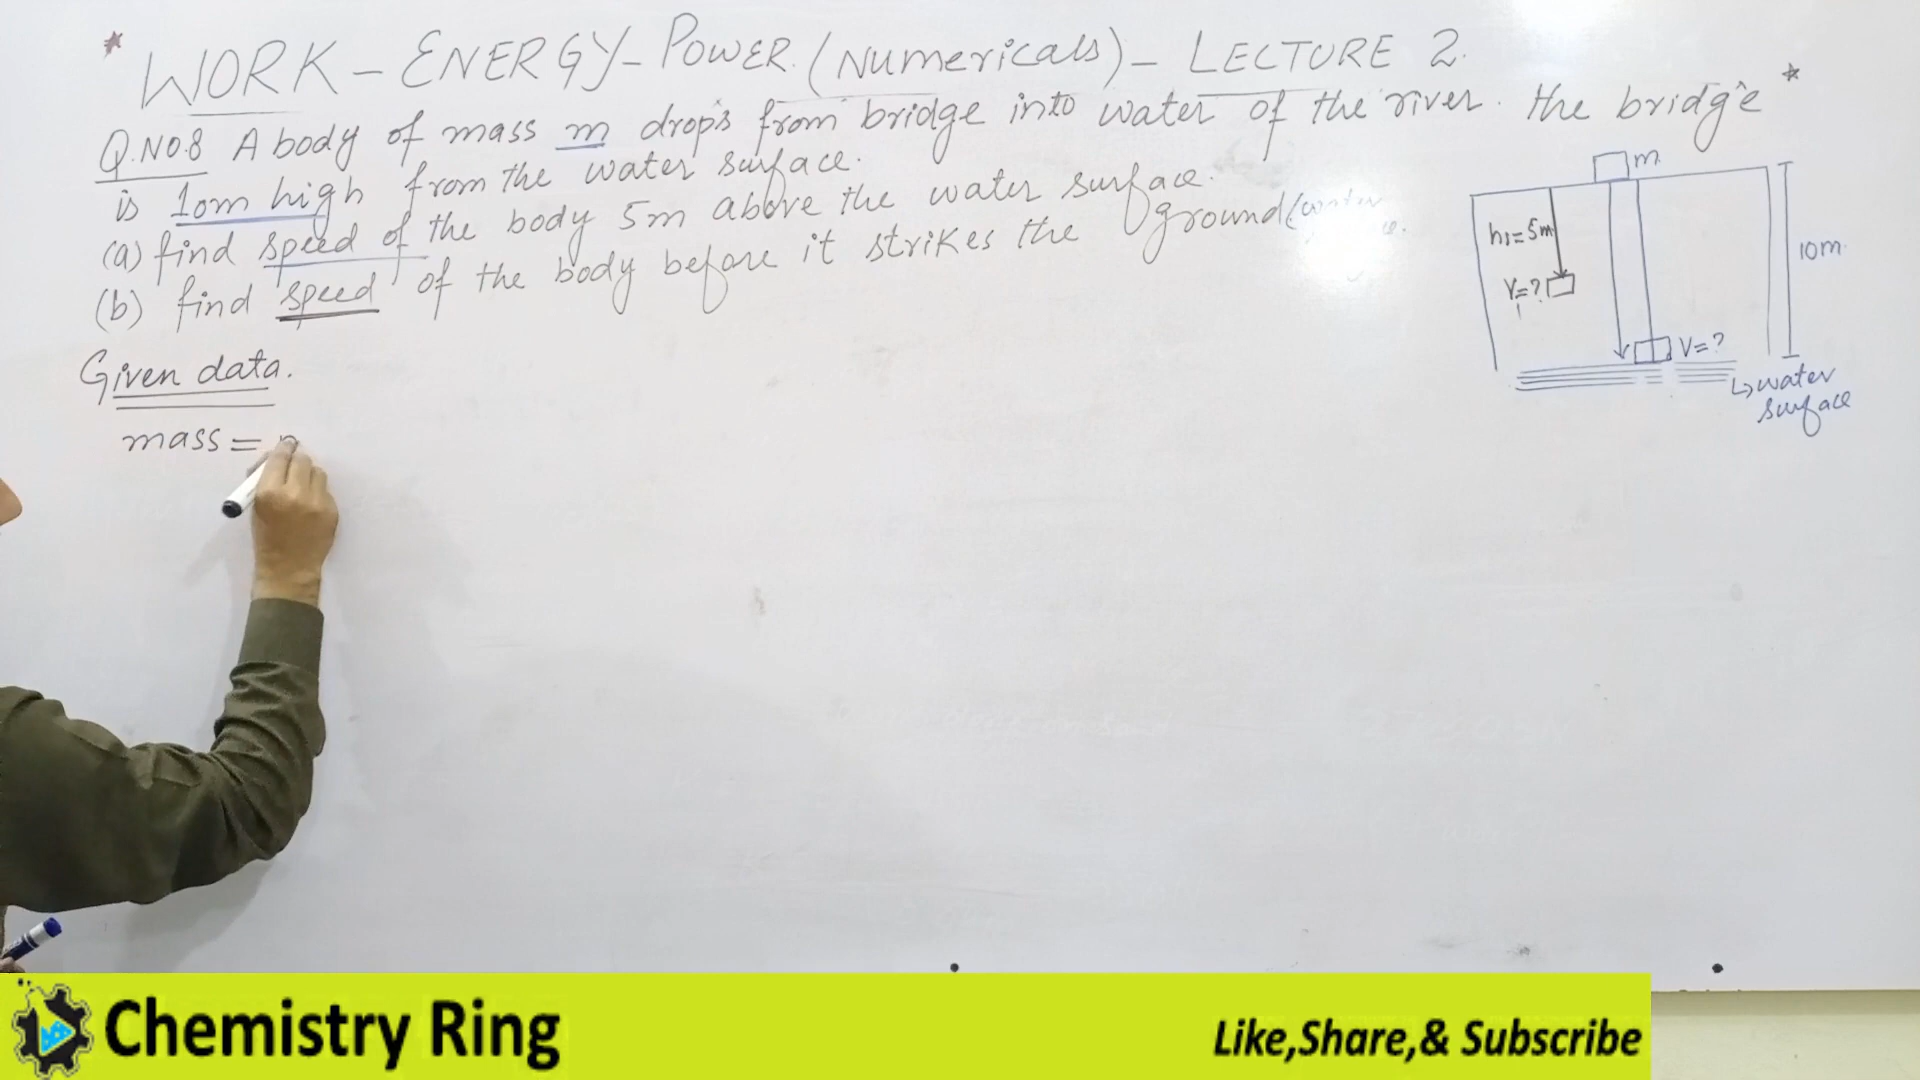 * WORK - ENERGY - POWER. (Numericals) - LECTURE 2. *
Q.NO.8 A body of mass m drops from bridge into water of the river. the bridge
is 10m high from the water surface.
(a) find speed of the body 5m above the water surface.
(b) find speed of the body before it strikes the ground (water
Given data.
mass =
m
h₁=5m
10m.
V₁=?
V=?
↳water
surface
Chemistry Ring
Like,Share,& Subscribe